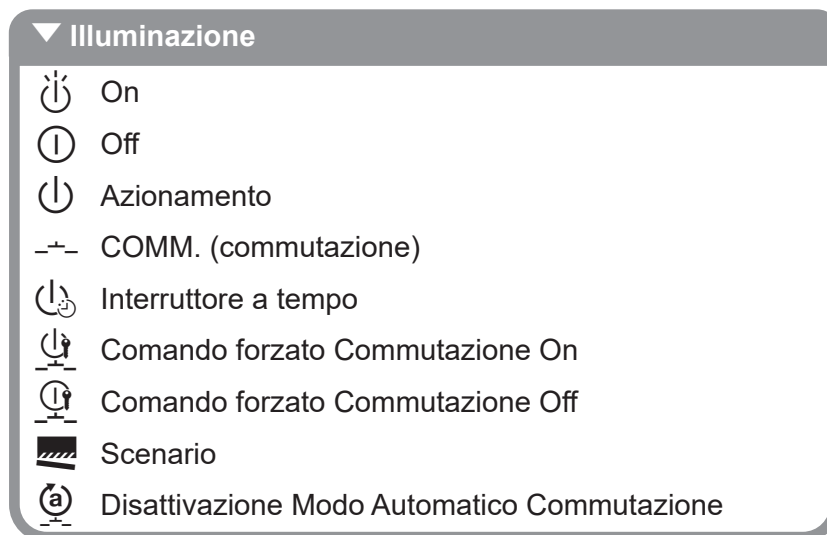 Illuminazione
On
Off
Azionamento
COMM. (commutazione)
Interruttore a tempo
Comando forzato Commutazione On
Comando forzato Commutazione Off
Scenario
a Disattivazione Modo Automatico Commutazione